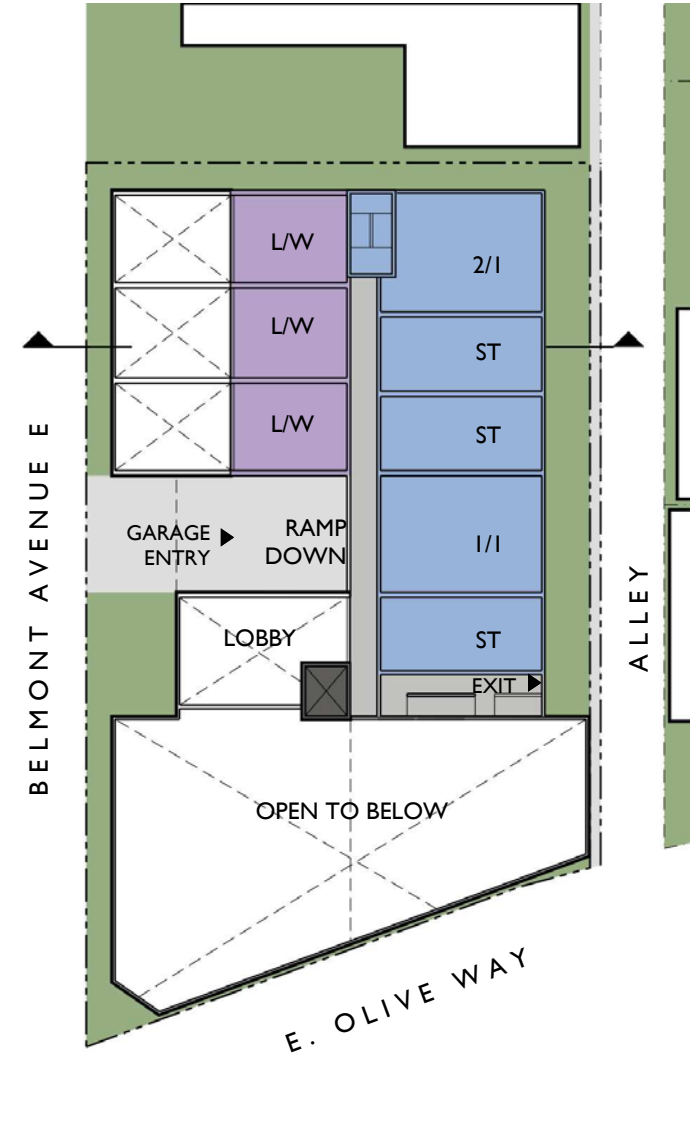 L/W
2/1
L/W
ST
L/W
ST
GARAGE
ENTRY
RAMP
DOWN
1/1
LOBBY
ST
EXIT
OPEN TO BELOW
BELMONT AVENUE E
ALLEY
E. OLIVE WAY